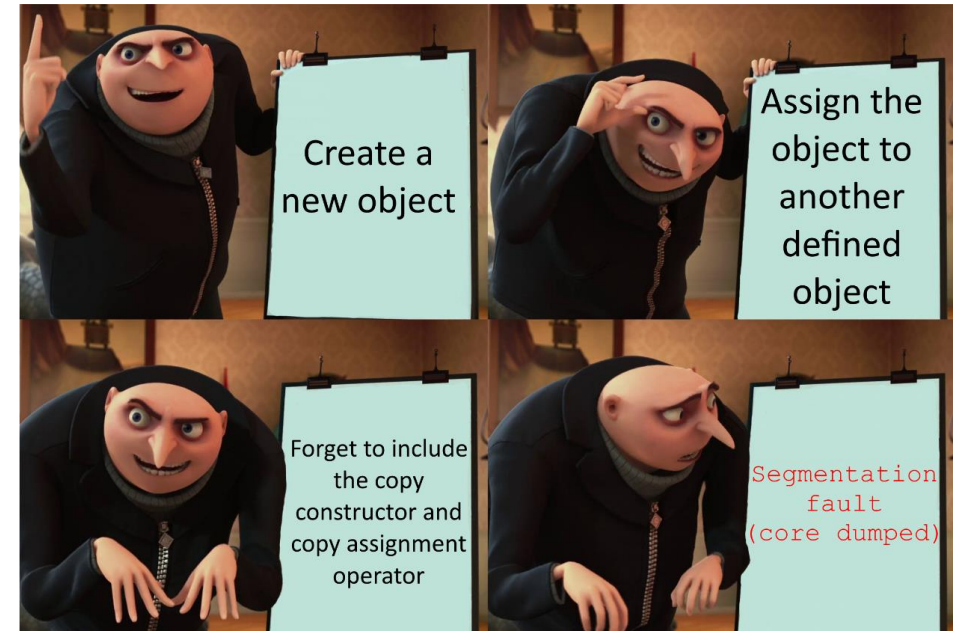 Create a
new object
Assign the
object to
another
defined
object
Forget to include
the copy
constructor and
copy assignment
operator
Segmentation
fault
(core dumped)